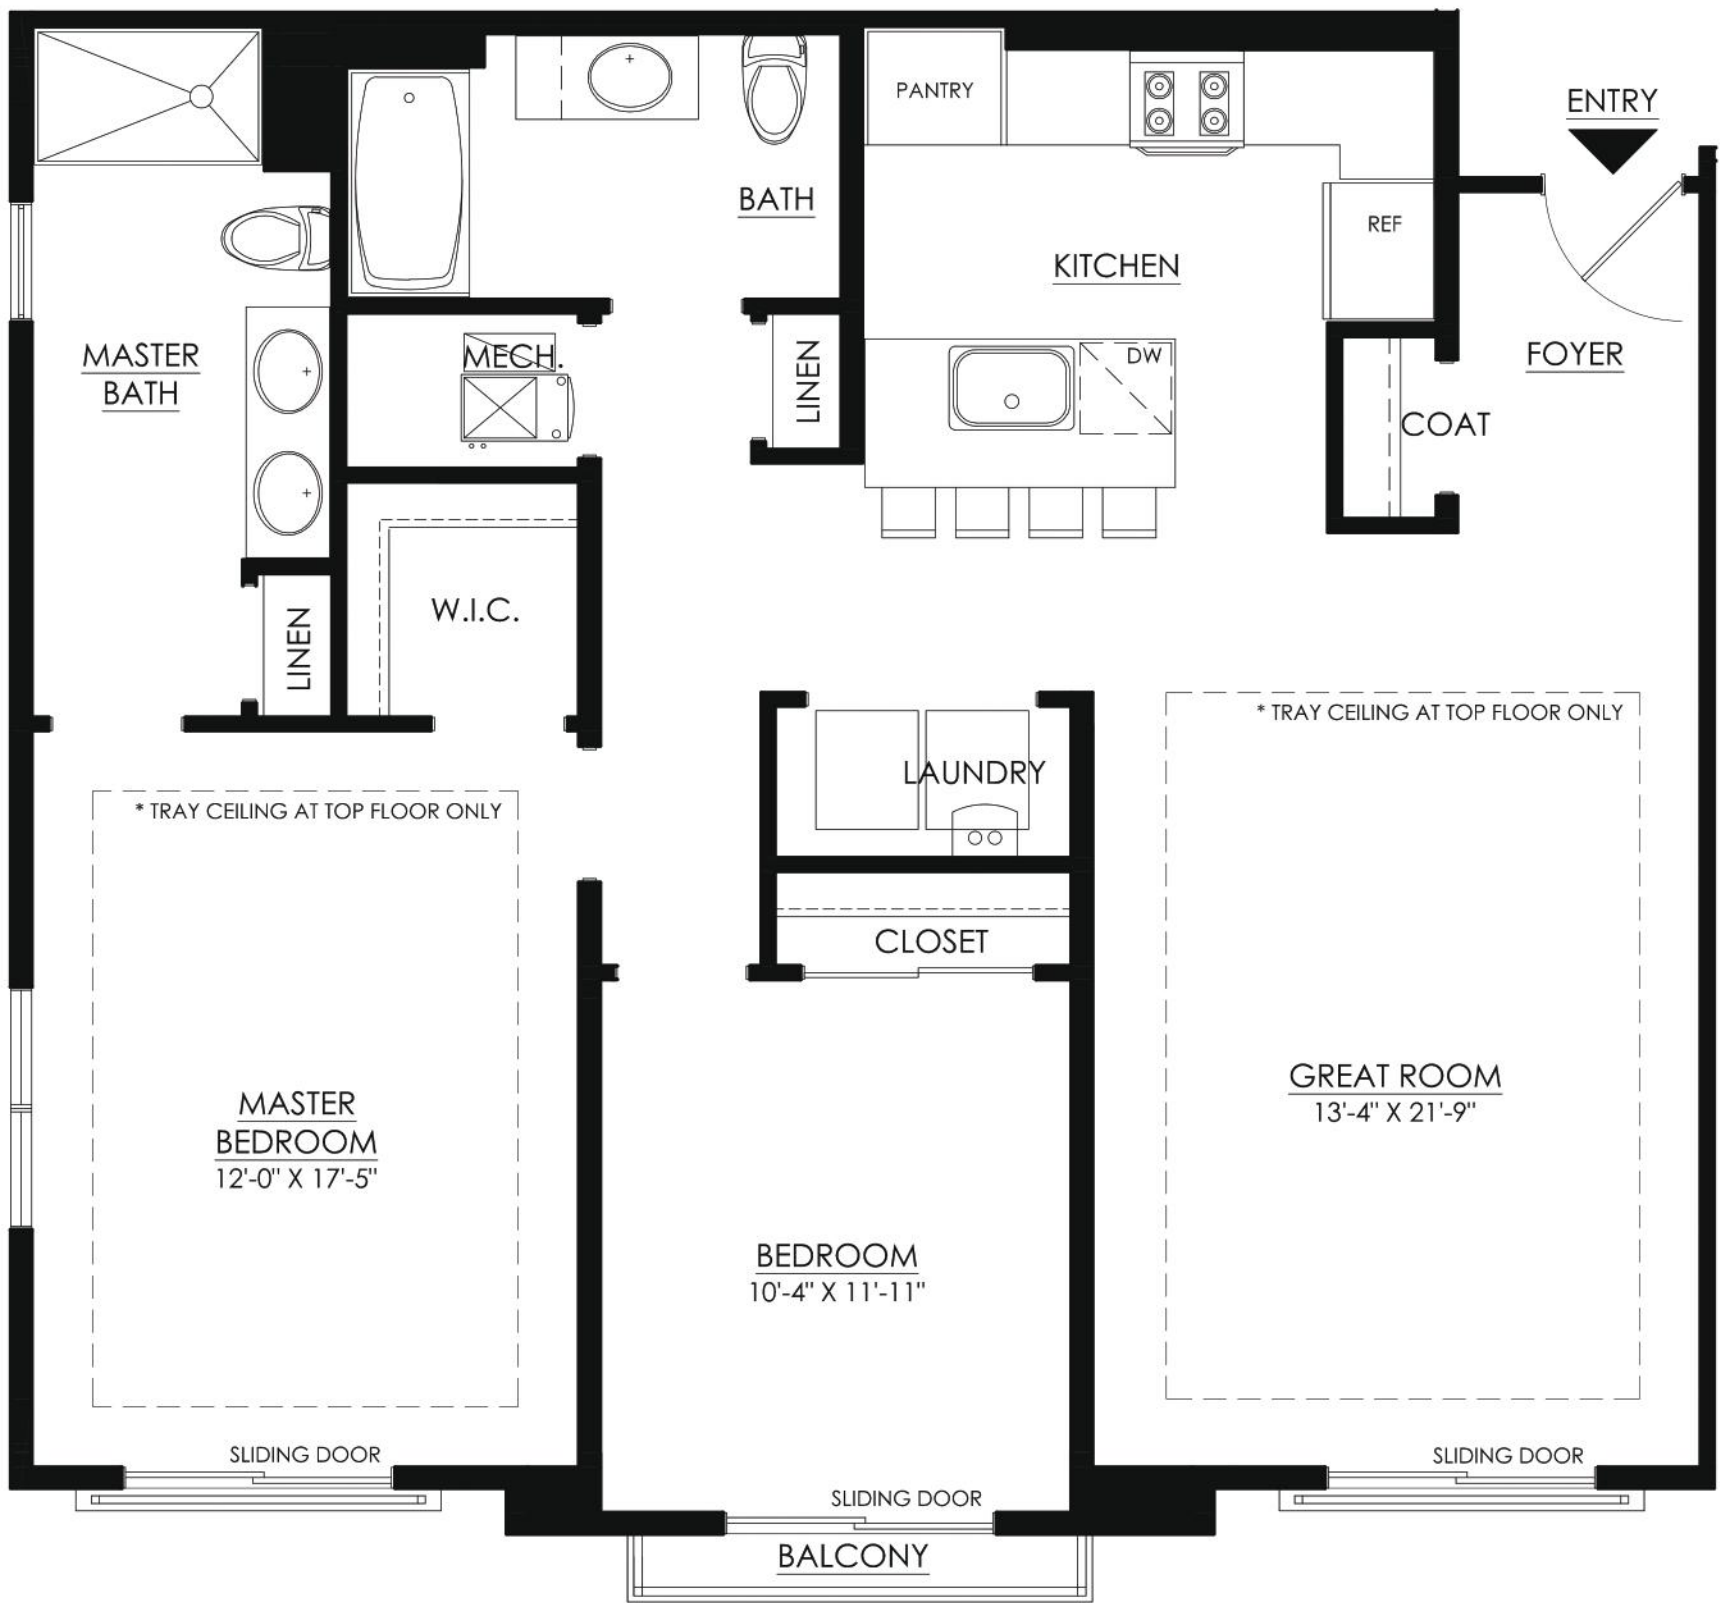 PANTRY
ENTRY
BATH
REF
KITCHEN
MASTER
BATH
MECH.
LINEN
DW
FOYER
COAT
W.I.C.
LINEN
* TRAY CEILING AT TOP FLOOR ONLY
LAUNDRY
* TRAY CEILING AT TOP FLOOR ONLY
CLOSET
GREAT ROOM
13'-4" X 21'-9"
MASTER
BEDROOM
12'-0" X 17'-5"
BEDROOM
10'-4" X 11'-11"
SLIDING DOOR
SLIDING DOOR
SLIDING DOOR
BALCONY